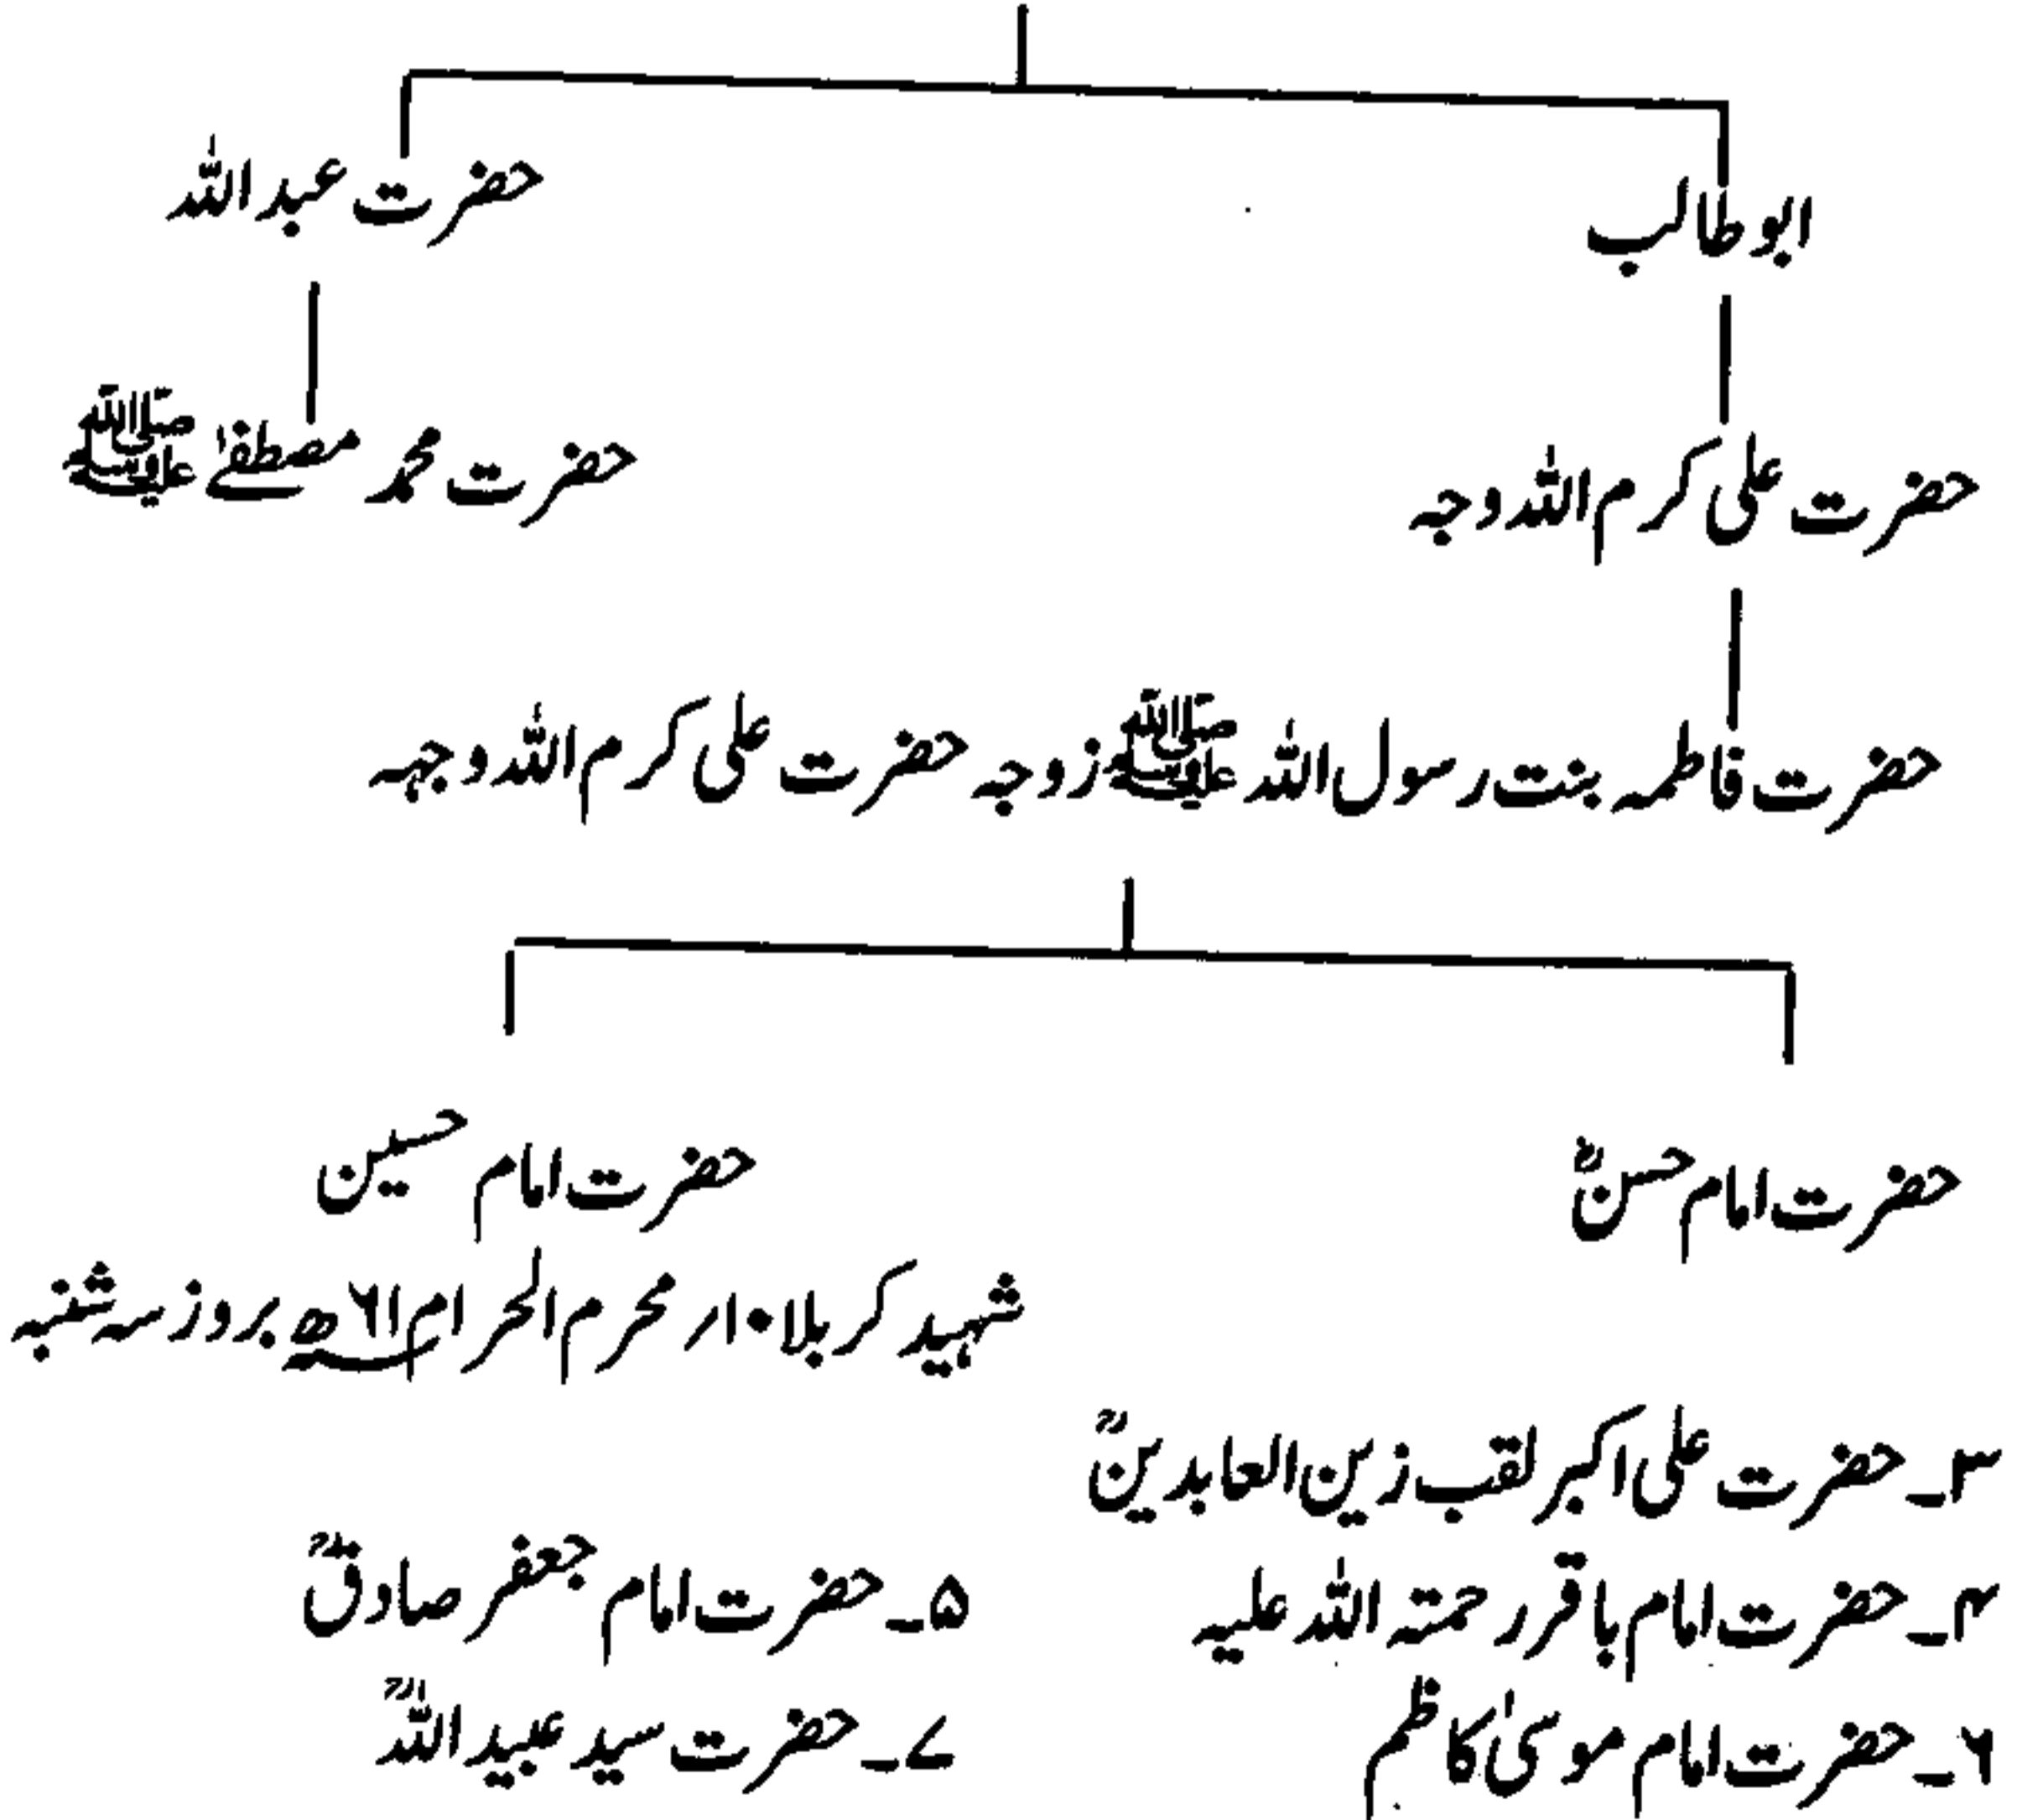 ابو طالب
حضرت عبد اللہ
حضرت علی کرم اللہ وجہ
حضرت محمد مصطفےٰ ﷺ
حضرت فاطمہ بنت رسول اللہ ﷺ زوجہ حضرت علی کرم اللہ وجہہ
حضرت امام حسنؓ
حضرت امام حسین
شہید کربلا ۱۰؍ محرم الحرام ۶۱ھ بروز سہ شنبہ
۳۔ حضرت علی اکبر لقب زین العابدینؒ
۴۔ حضرت امام باقر رحمتہ اللہ علیہ
۵۔ حضرت امام جعفر صادقؒ
۶۔ حضرت امام موسیٰ کاظم
۷۔ حضرت سید عبید اللہؒ